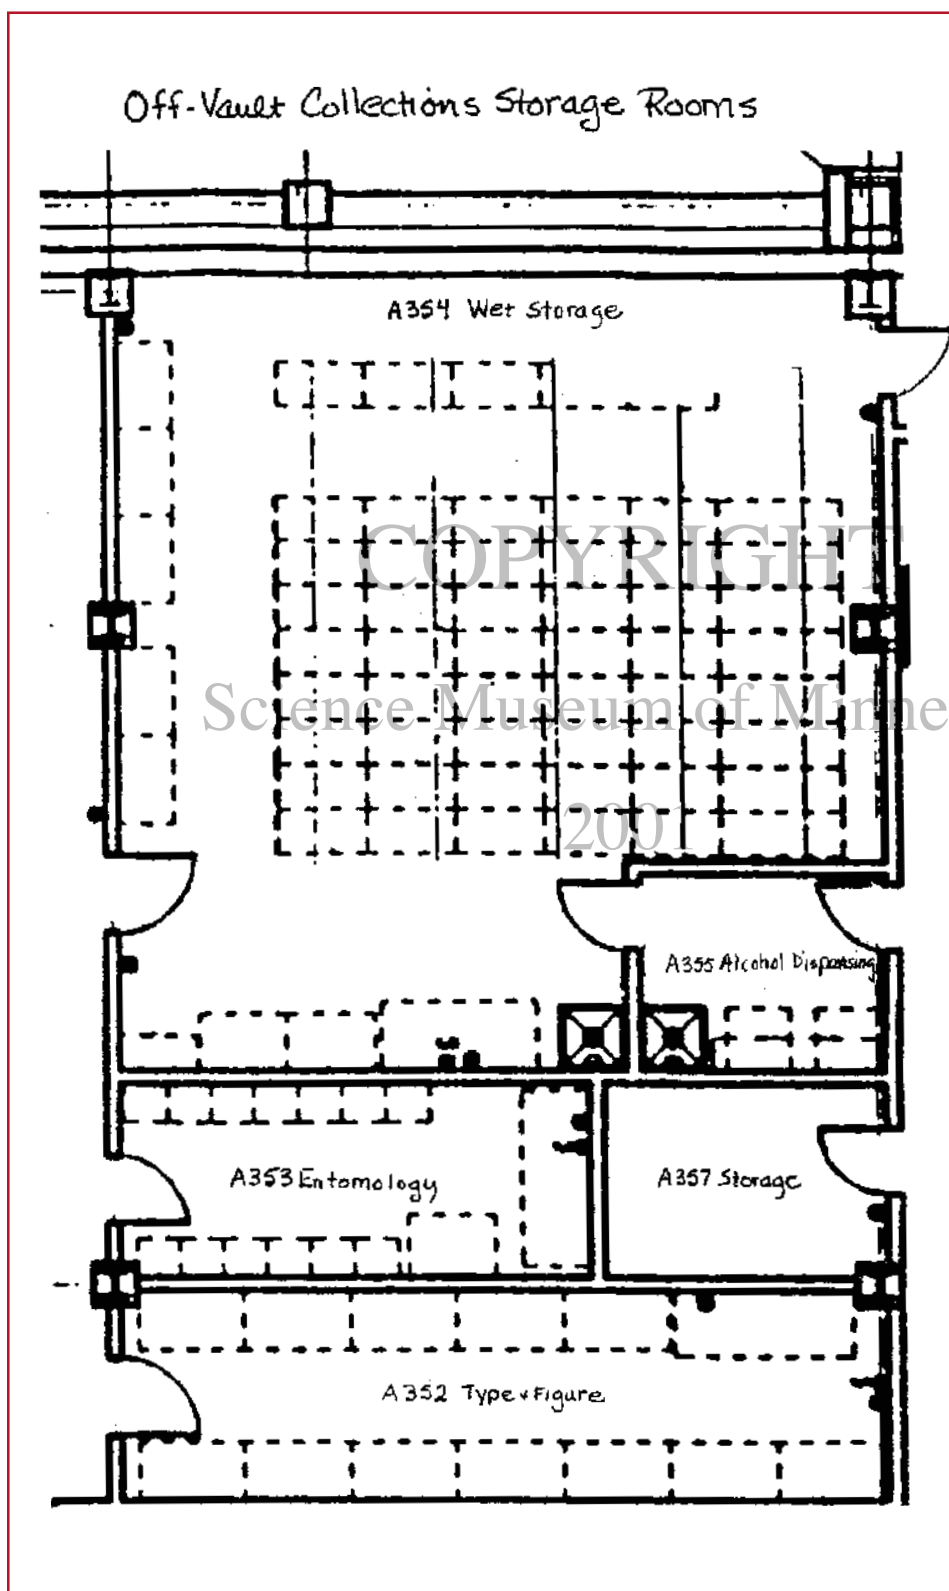 Off-Vault Collections Storage Rooms
A354 Wet Storage
COPYRIGHT
Science Museum of Minne
2001
A355 Alcohol Dispensing
A353 Entomology
A357 Storage
A352 Type & Figure